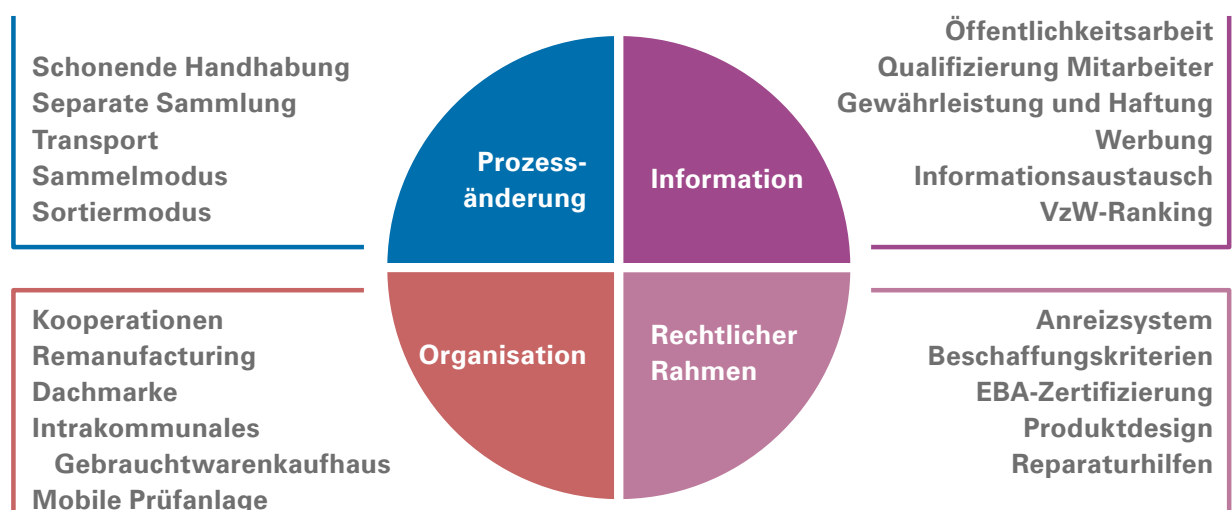 Schonende Handhabung
Separate Sammlung
Transport
Sammelmodus
Sortiermodus
Prozess-
änderung
Information
Öffentlichkeitsarbeit
Qualifizierung Mitarbeiter
Gewährleistung und Haftung
Werbung
Informationsaustausch
VzW-Ranking
Kooperationen
Remanufacturing
Dachmarke
Intrakommunales
Gebrauchtwarenkaufhaus
Mobile Prüfanlage
Organisation
Rechtlicher
Rahmen
Anreizsystem
Beschaffungskriterien
EBA-Zertifizierung
Produktdesign
Reparaturhilfen